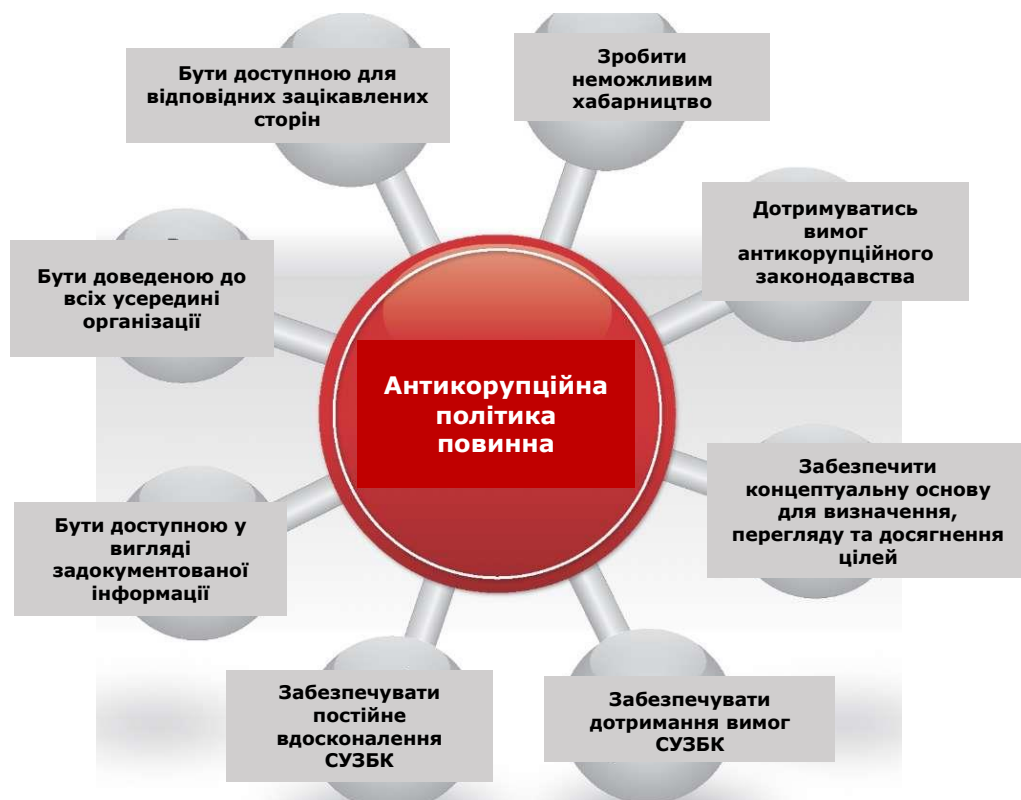 Бути доступною для
відповідних зацікавлених
сторін
Зробити
неможливим
хабарництво
Дотримуватись
вимог
антикорупційного
законодавства
Бути доведеною до
всіх усередині
організації
Антикорупційна
політика
повинна
Забезпечити
концептуальну основу
для визначення,
перегляду та досягнення
цілей
Бути доступною у
вигляді
задокументованої
інформації
Забезпечувати
постійне
вдосконалення
СУЗБК
Забезпечувати
дотримання вимог
СУЗБК